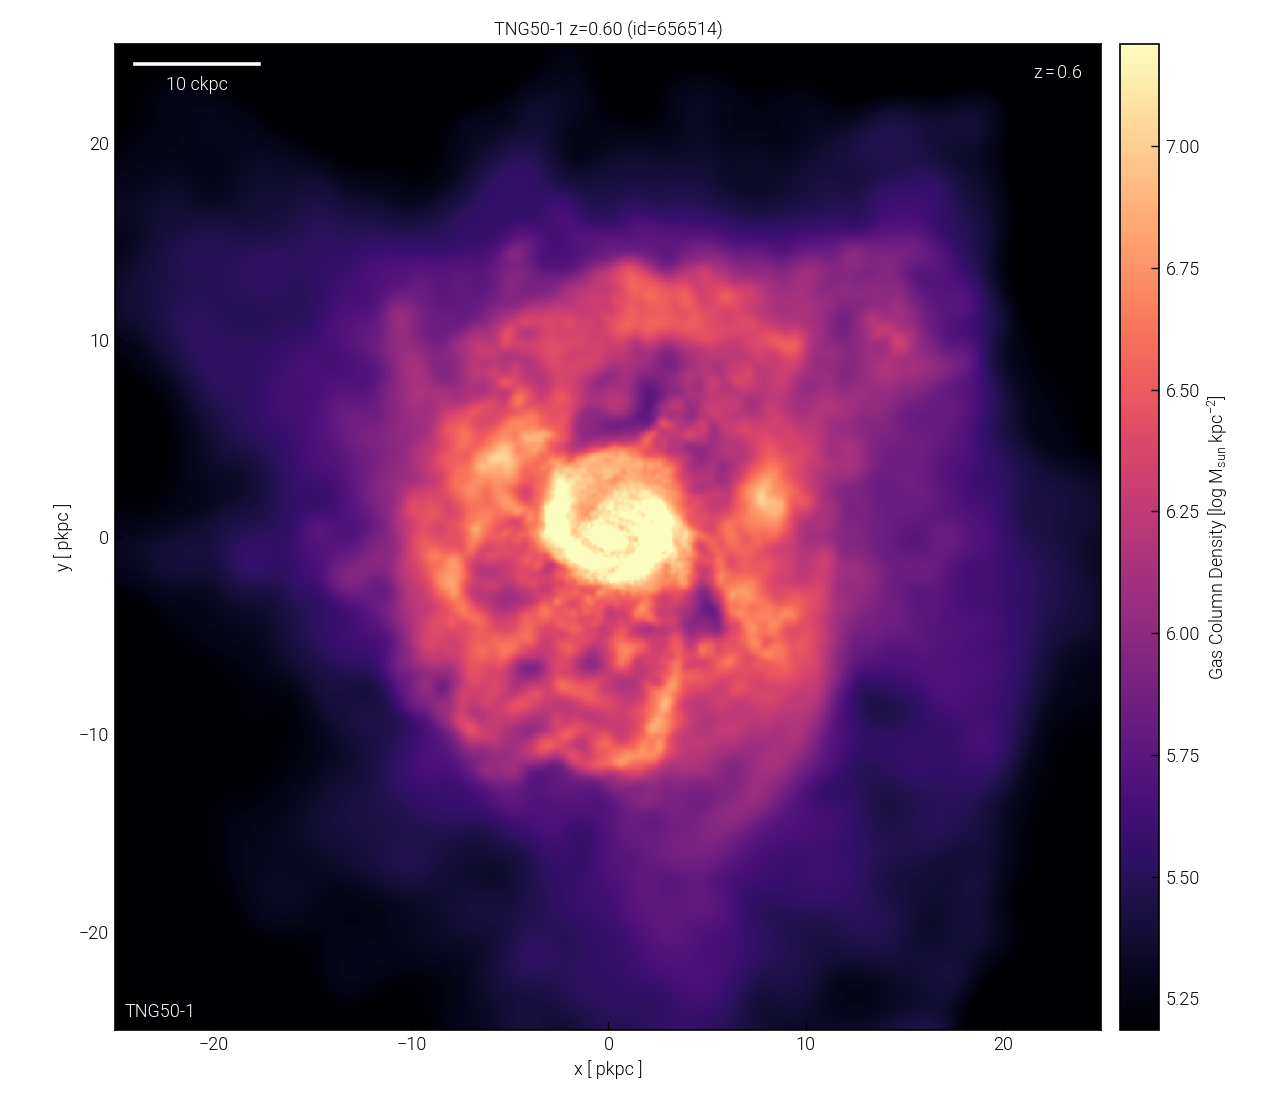 TNG50-1 z=0.60 (id=656514)
10 ckpc
z=0.6
TNG50-1
20
10
0
−10
−20
y [ pkpc ]
−20
−10
0
10
20
x [ pkpc ]
7.00
6.75
6.50
6.25
6.00
5.75
5.50
5.25
Gas Column Density [log M_sun kpc^−2]